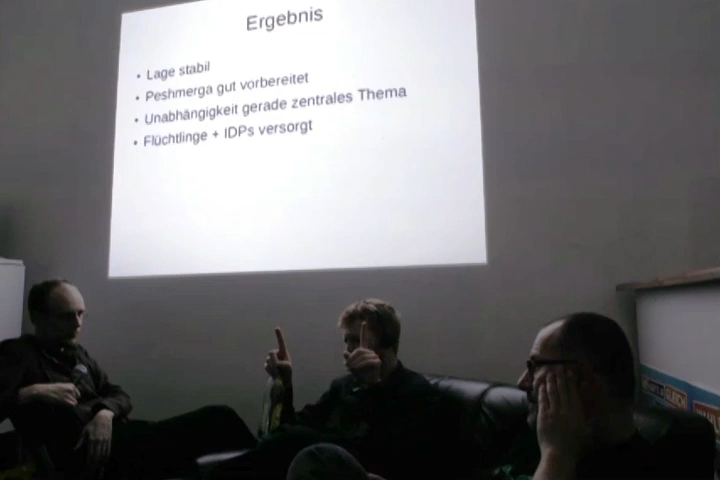 Ergebnis
• Lage stabil
• Peshmerga gut vorbereitet
• Unabhängigkeit gerade zentrales Thema
• Flüchtlinge + IDPs versorgt